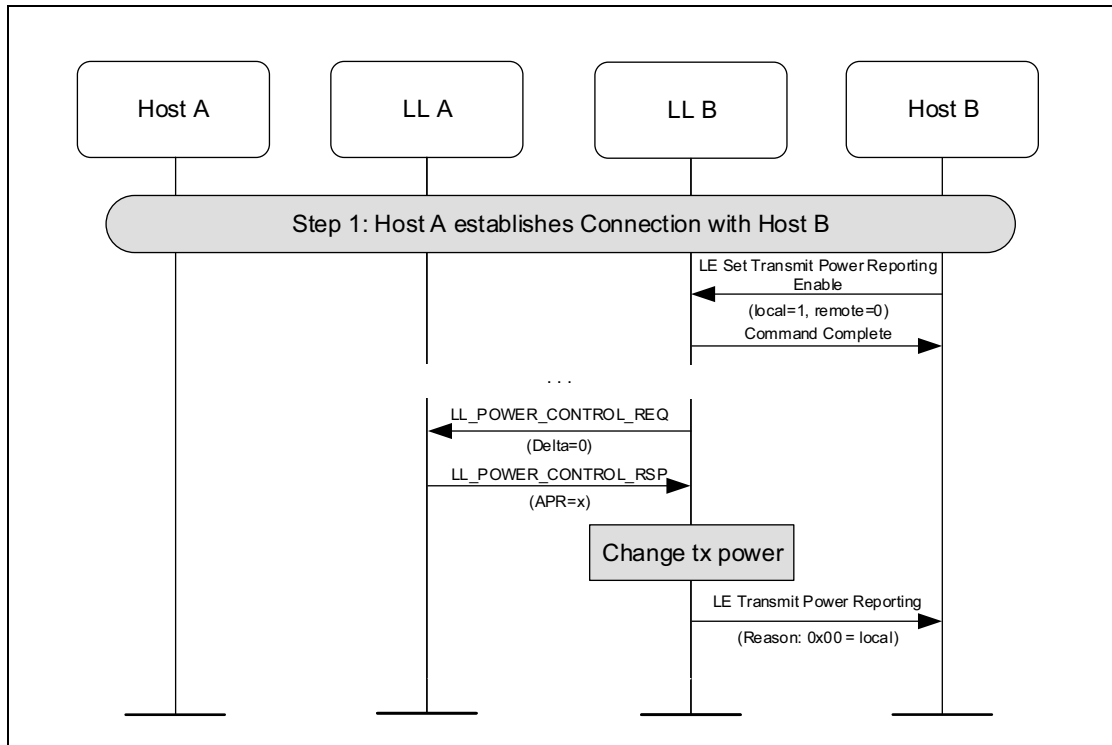 Host A
LL A
LL B
Host B
Step 1: Host A establishes Connection with Host B
LE Set Transmit Power Reporting
Enable
(local=1, remote=0)
Command Complete
. . .
LL_POWER_CONTROL_REQ
(Delta=0)
LL_POWER_CONTROL_RSP
(APR=x)
Change tx power
LE Transmit Power Reporting
(Reason: 0x00 = local)